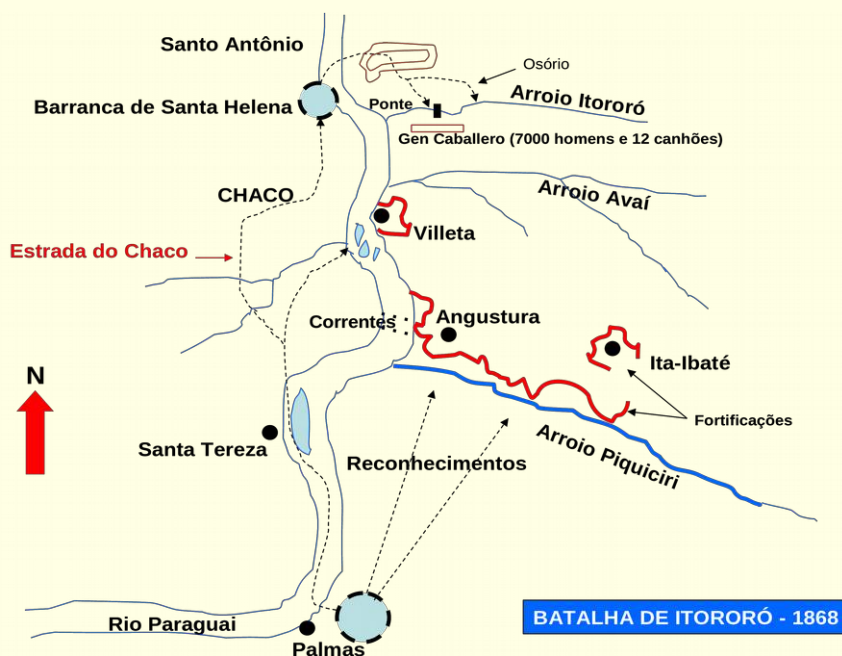 Santo Antônio
Osório
Barranca de Santa Helena
Ponte
Arroio Itororó
Gen Caballero (7000 homens e 12 canhões)
CHACO
Arroio Avaí
Villeta
Estrada do Chaco
Correntes
Angustura
Ita-Ibaté
N
Fortificações
Santa Tereza
Arroio Piquiciri
Reconhecimentos
Rio Paraguai
Palmas
BATALHA DE ITORORÓ - 1868